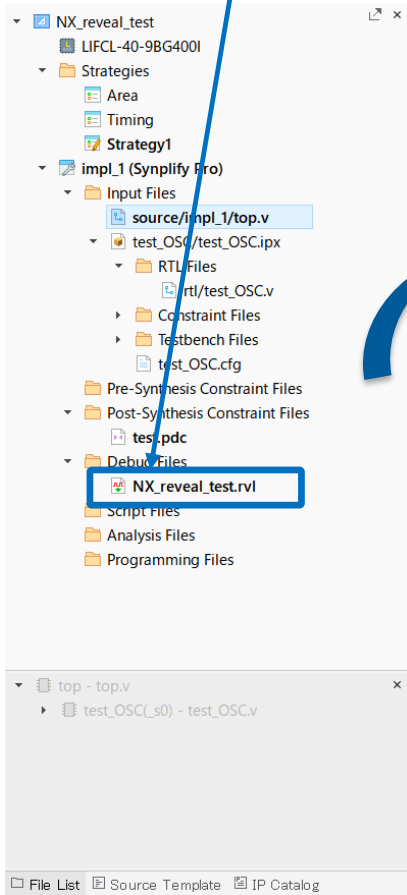 NX_reveal_test
LIFCL-40-9BG400I
Strategies
Area
Timing
Strategy1
impl_1 (Synplify Pro)
Input Files
source/impl_1/top.v
test_OSC/test_OSC.ipx
RTL Files
rtl/test_OSC.v
Constraint Files
Testbench Files
test_OSC.cfg
Pre-Synthesis Constraint Files
Post-Synthesis Constraint Files
test.pdc
Debug Files
NX_reveal_test.rvl
Script Files
Analysis Files
Programming Files
top - top.v
test_OSC(_s0) - test_OSC.v
File List Source Template IP Catalog